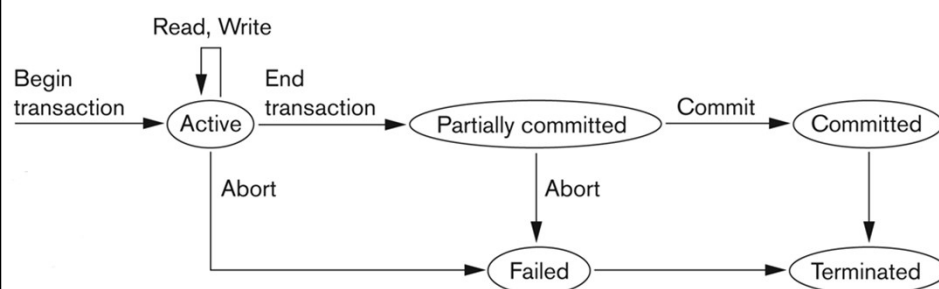 Read, Write
Begin
transaction
Active
End
transaction
Partially committed
Commit
Committed
Abort
Abort
Failed
Terminated